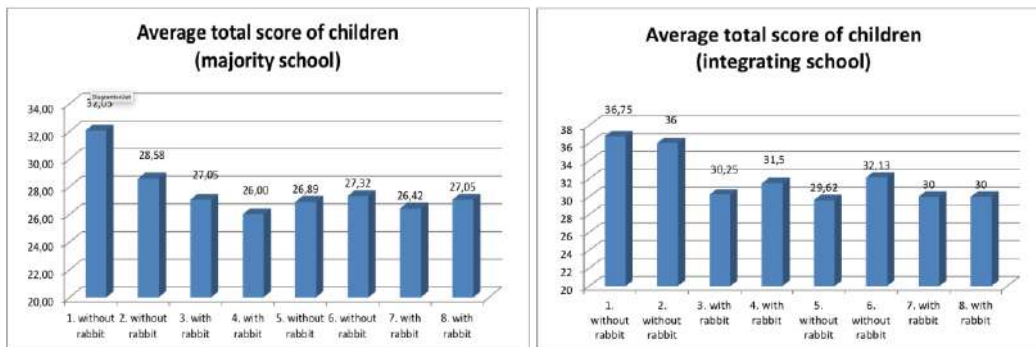 Average total score of children
(majority school)
34,00
32,00
30,00
28,00
26,00
24,00
22,00
20,00
28,58
27,05
26,00
26,89
27,32
26,42
27,05
1. without rabbit
2. without rabbit
3. with rabbit
4. with rabbit
5. without rabbit
6. without rabbit
7. with rabbit
8. with rabbit
Average total score of children
(integrating school)
38
36
34
32
30
28
26
24
22
20
36,75
36
30,25
31,5
29,62
32,13
30
30
1. without rabbit
2. without rabbit
3. with rabbit
4. with rabbit
5. without rabbit
6. without rabbit
7. with rabbit
8. with rabbit